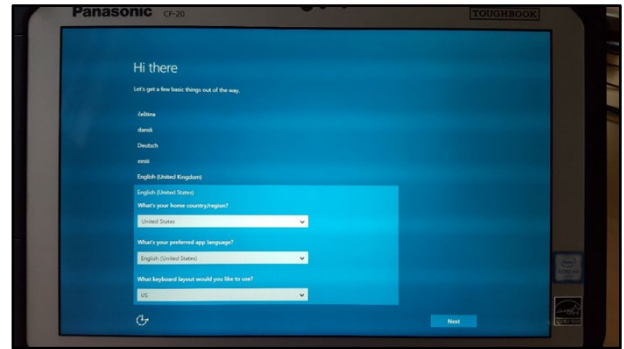 Panasonic CF-20
TOUGHBOOK
Hi there
Let's get a few basic things out of the way.
čeština
dansk
Deutsch
eesti
English (United Kingdom)
English (United States)
What's your home country/region?
United States
What's your preferred app language?
English (United States)
What keyboard layout would you like to use?
US
Next